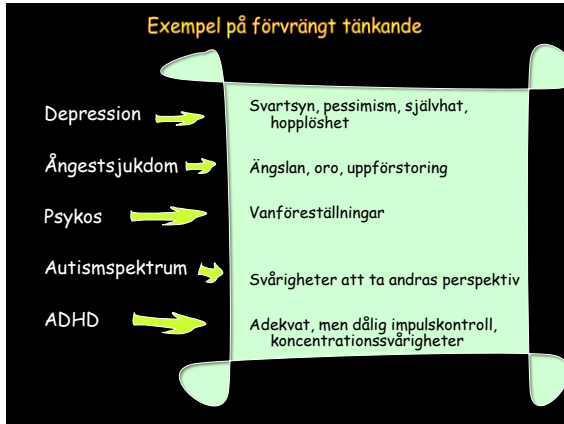 Exempel på förvrängt tänkande
Depression
Svartsyn, pessimism, självhat,
hopplöshet
Ångestsjukdom
Ängslan, oro, uppförstoring
Psykos
Vanföreställningar
Autismspektrum
Svårigheter att ta andras perspektiv
ADHD
Adekvat, men dålig impulskontroll,
koncentrationssvårigheter